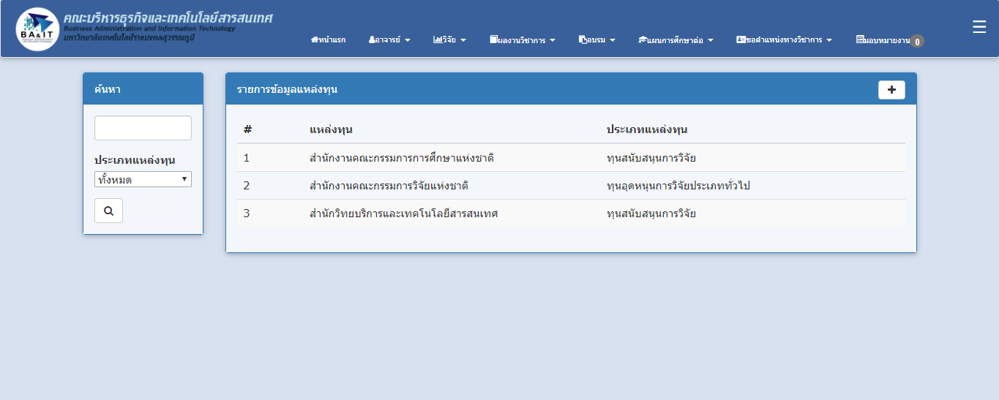 คณะบริหารธุรกิจและเทคโนโลยีสารสนเทศ
Business Administration and Information Technology
มหาวิทยาลัยเทคโนโลยีราชมงคลสุวรรณภูมิ
BA&IT
หน้าแรก อาจารย์ วิจัย ผลงานวิชาการ อบรม แผนการศึกษาต่อ ขอตำแหน่งทางวิชาการ มอบหมายงาน 0
ค้นหา
ประเภทแหล่งทุน
ทั้งหมด
รายการข้อมูลแหล่งทุน
# แหล่งทุน ประเภทแหล่งทุน
1 สำนักงานคณะกรรมการการศึกษาแห่งชาติ ทุนสนับสนุนการวิจัย
2 สำนักงานคณะกรรมการวิจัยแห่งชาติ ทุนอุดหนุนการวิจัยประเภททั่วไป
3 สำนักวิทยบริการและเทคโนโลยีสารสนเทศ ทุนสนับสนุนการวิจัย